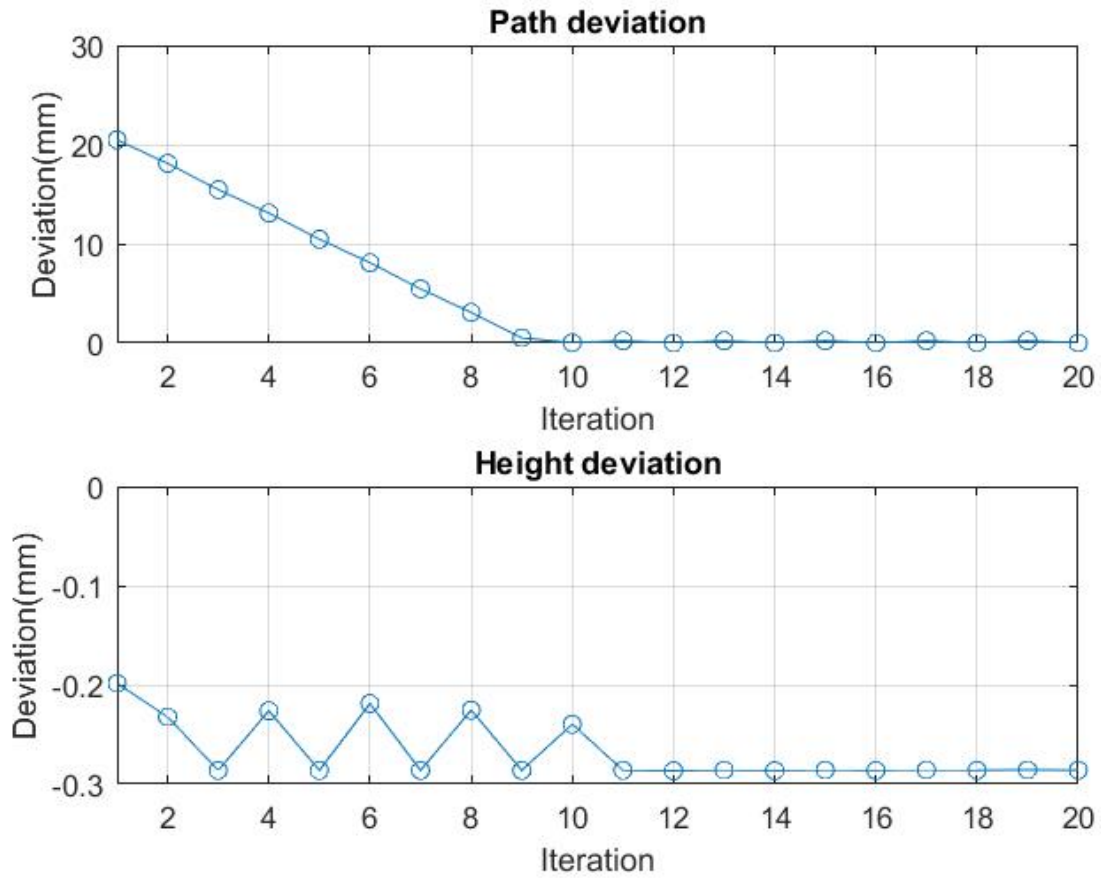 Path deviation
30
20
10
0
Deviation(mm)
2 4 6 8 10 12 14 16 18 20
Iteration
Height deviation
0
-0.1
-0.2
-0.3
Deviation(mm)
2 4 6 8 10 12 14 16 18 20
Iteration